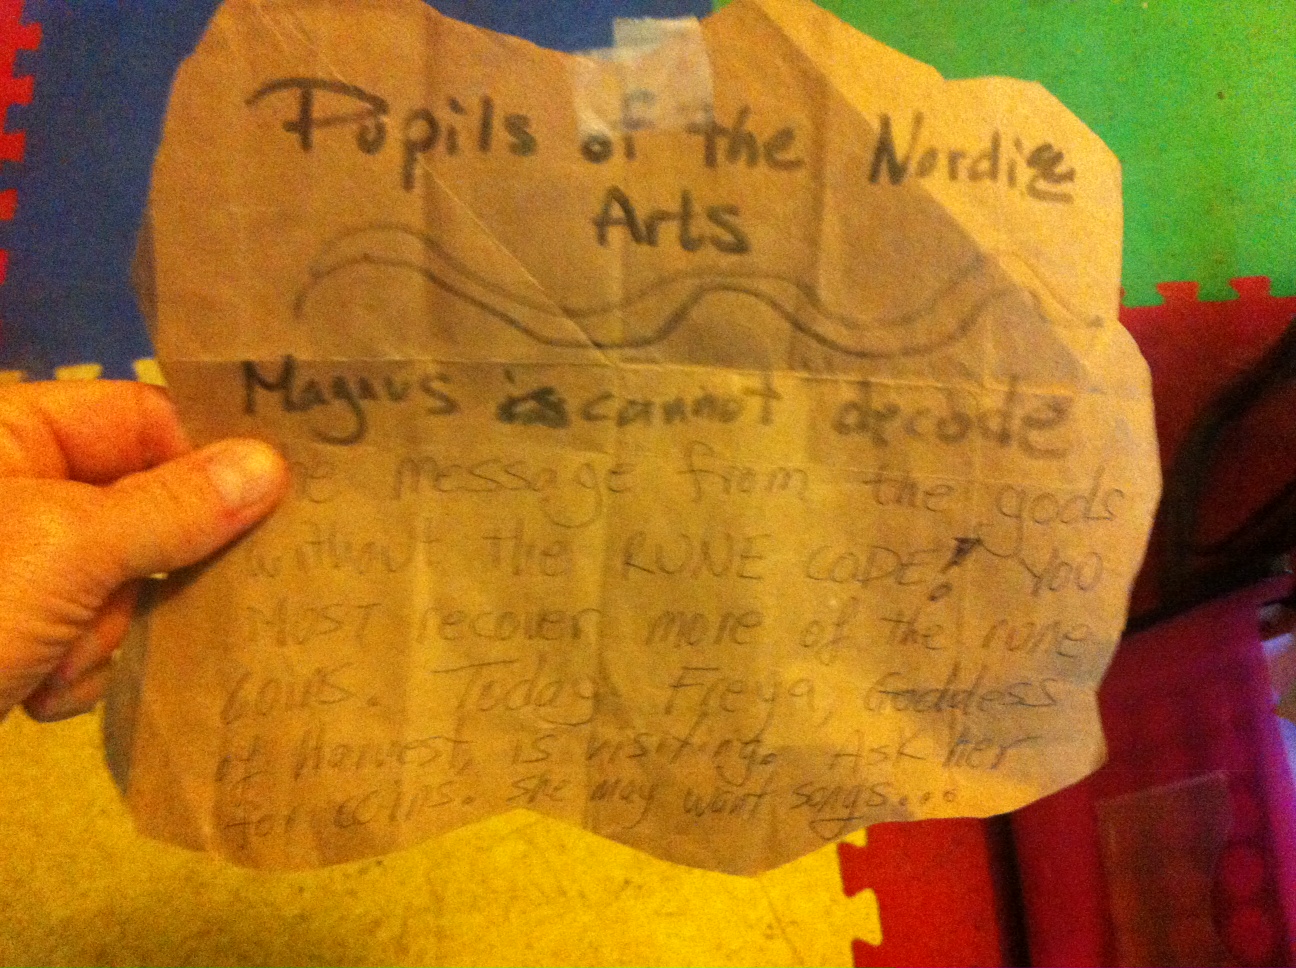 Pupils of the Nordic
Arts
Magnus cannot decode
message from the gods
without the RUNE CODE! You
MUST recover more of the rune
coins. Today Freya, Goddess
of Harvest, is visiting. Ask her
for coins. She may want songs...